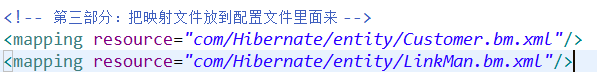 <!-- 第三部分：把映射文件放到配置文件里面来 -->
<mapping resource="com/Hibernate/entity/Customer.bm.xml"/>
<mapping resource="com/Hibernate/entity/LinkMan.bm.xml"/>